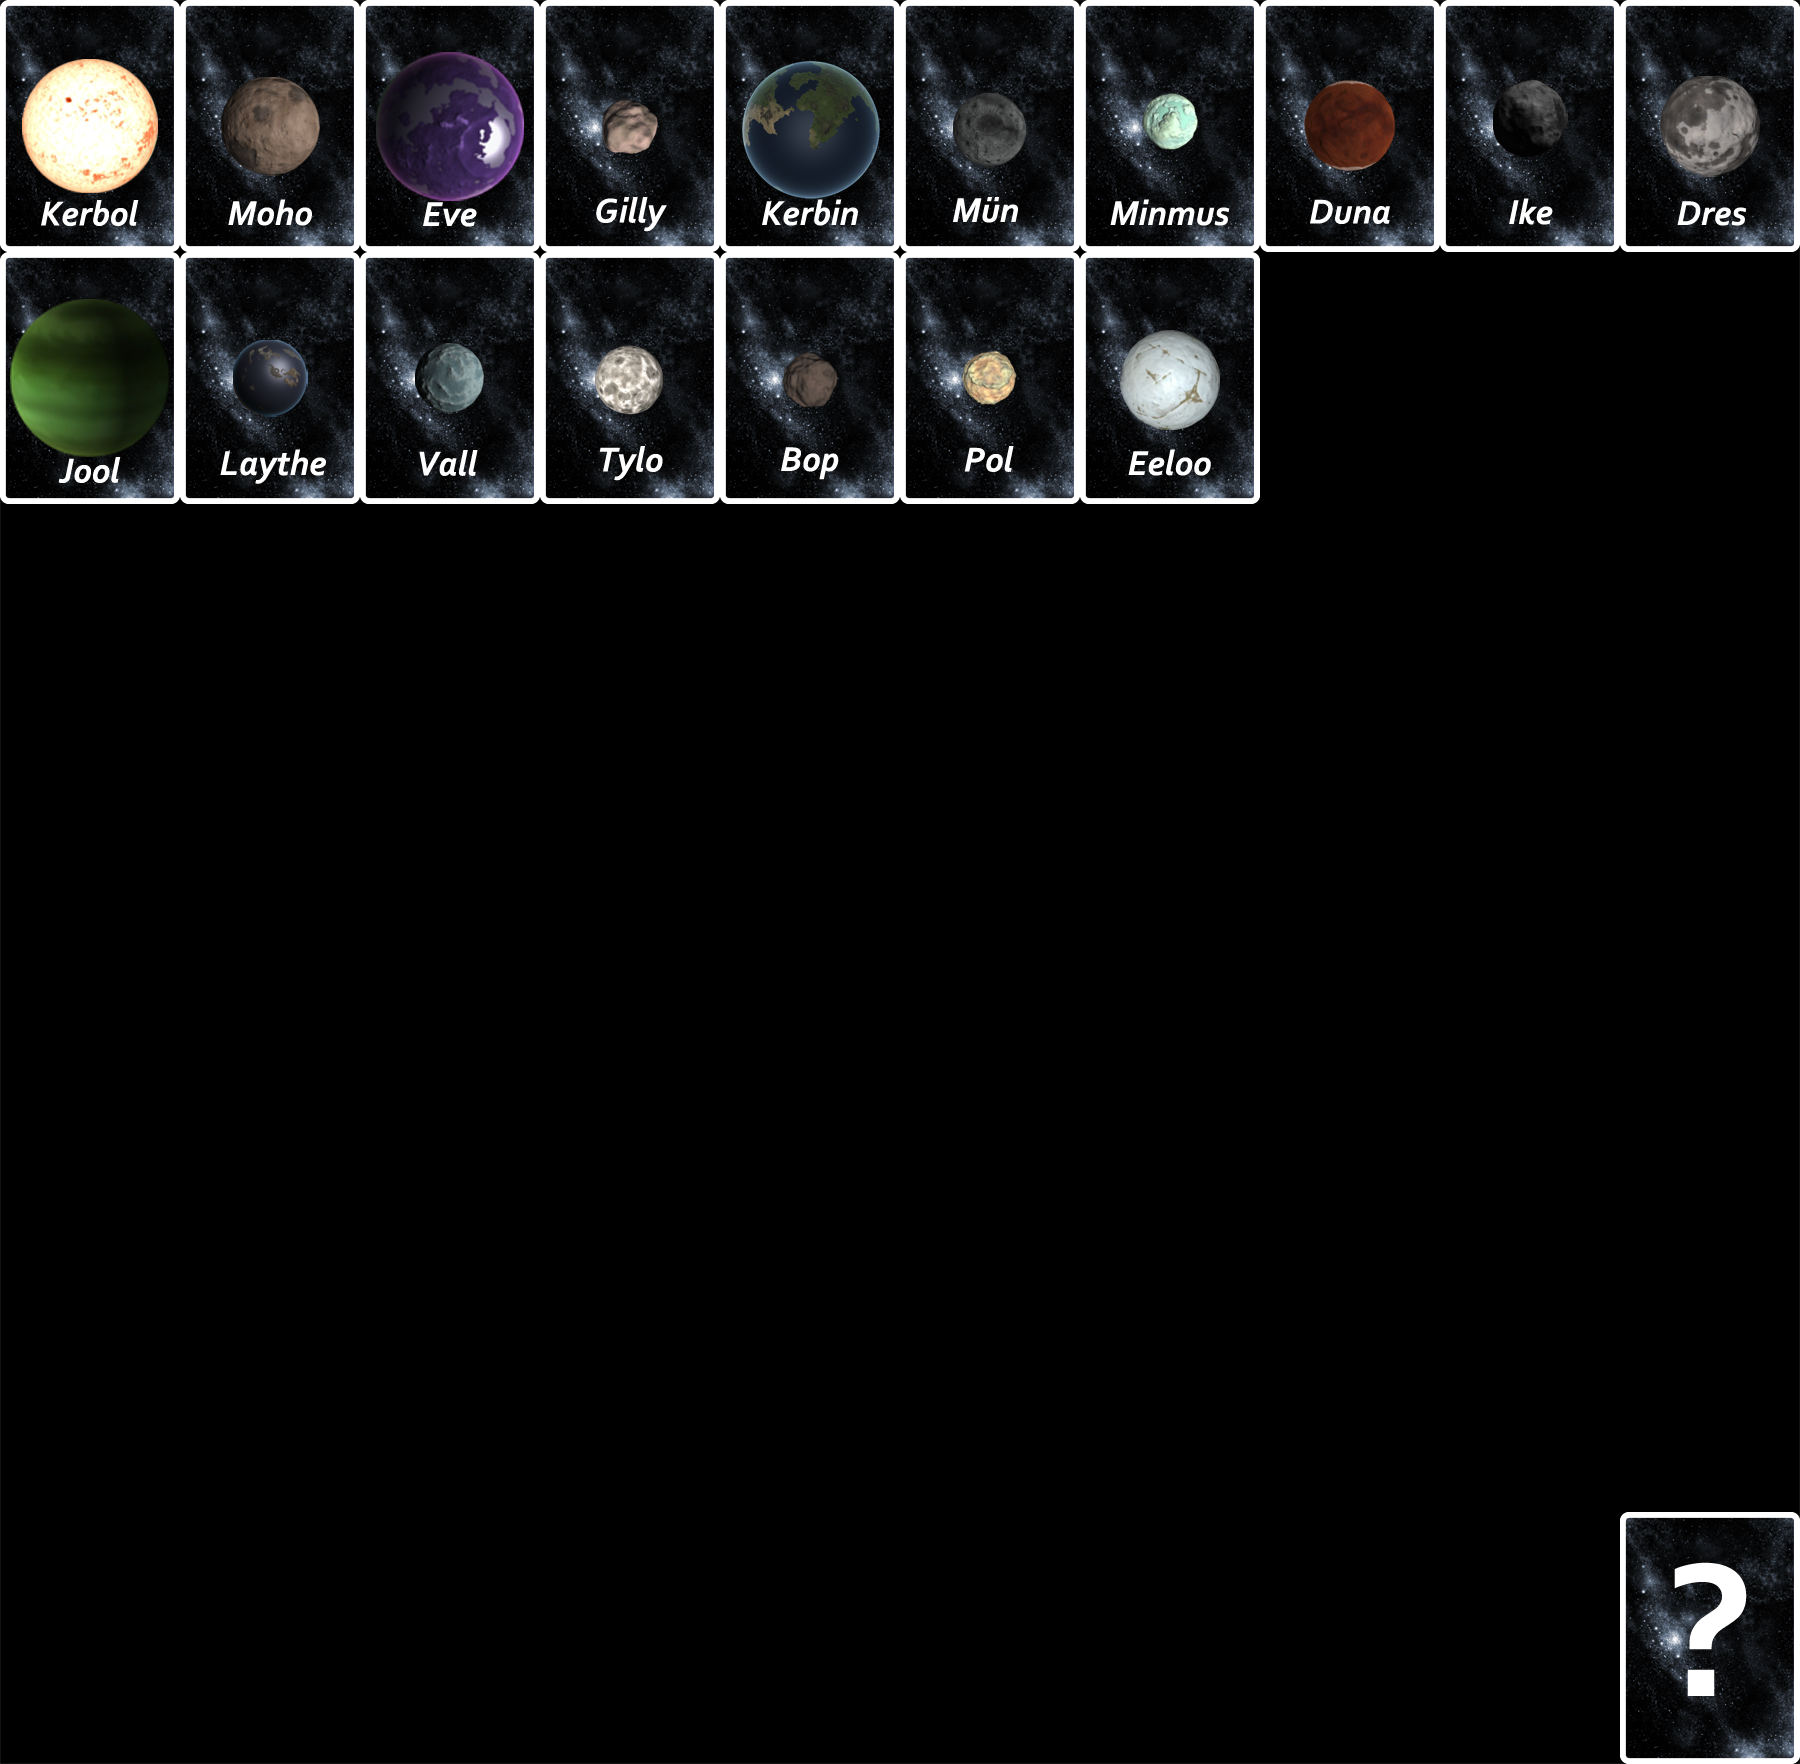 Kerbol
Moho
Eve
Gilly
Kerbin
Mün
Minmus
Duna
Ike
Dres
Jool
Laythe
Vall
Tylo
Bop
Pol
Eeloo
?